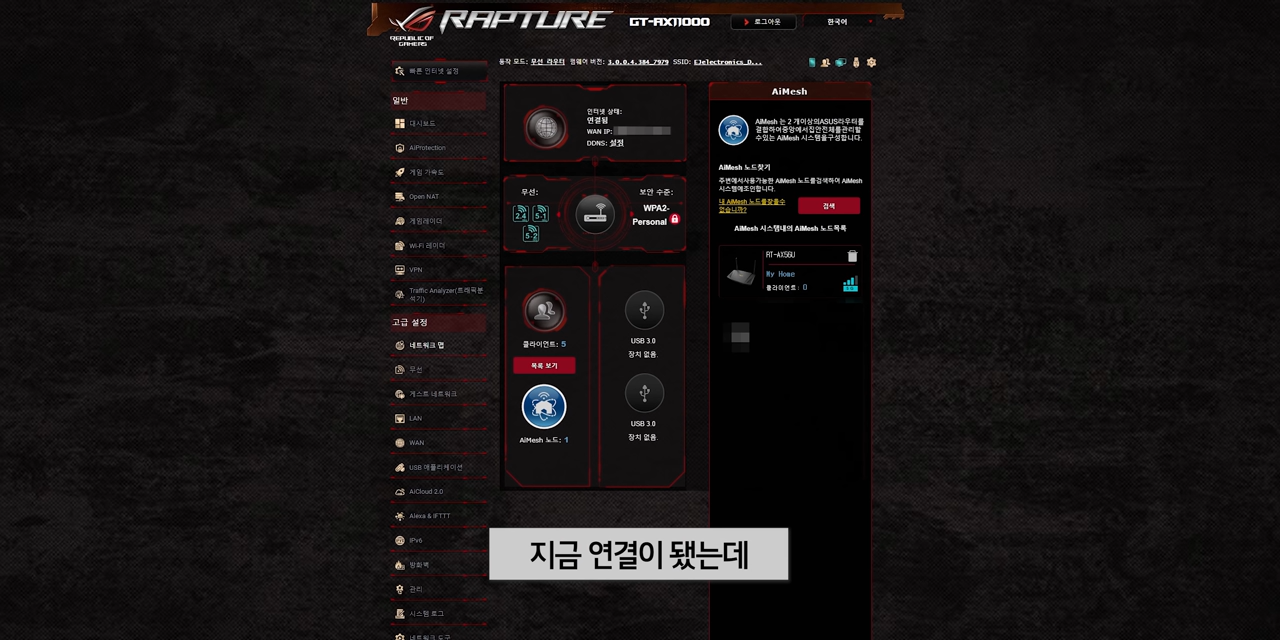 REPUBLIC OF
GAMERS
RAPTURE
GT-AX11000
로그아웃
한국어
동작 모드: 무선 라우터 펌웨어 버전: 3.0.0.4.384_7979 SSID: EJelectronics_D...
빠른 인터넷 설정
일반
대시보드
AiProtection
게임 가속도
Open NAT
게임레이더
Wi-Fi 레이더
VPN
Traffic Analyzer(트래픽분
석기)
고급 설정
네트워크 맵
무선
게스트 네트워크
LAN
WAN
USB 애플리케이션
AiCloud 2.0
Alexa & IFTTT
IPv6
방화벽
관리
시스템 로그
네트워크 도구
인터넷 상태:
연결됨
WAN IP:
DDNS: 설정
무선:
2.4 5-1
5-2
보안 수준:
WPA2-
Personal
클라이언트: 5
목록 보기
AiMesh 노드: 1
USB 3.0
장치 없음.
USB 3.0
장치 없음.
AiMesh
AiMesh 는 2 개이상의ASUS라우터를
결합하여중앙에서집안전체를관리할
수있는 AiMesh 시스템을구성합니다.
AiMesh 노드찾기
주변에서사용가능한 AiMesh 노드를검색하여 AiMesh
시스템에조인합니다.
내 AiMesh 노드를찾을수
없습니까?
검색
AiMesh 시스템내의 AiMesh 노드목록
RT-AX56U
My Home
클라이언트: 0
지금 연결이 됐는데